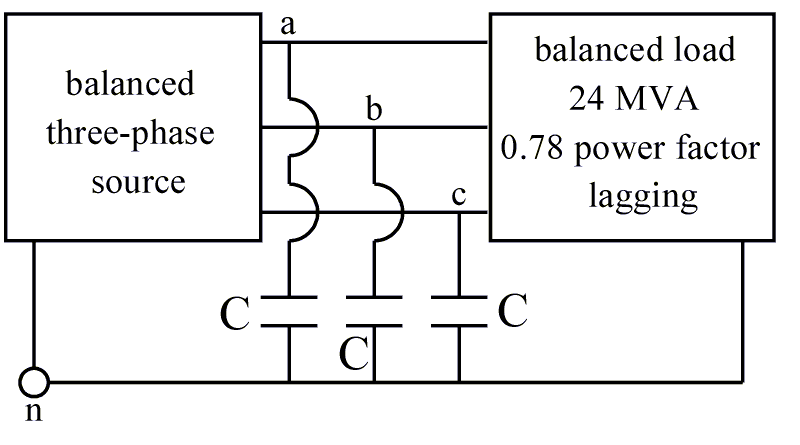 a
balanced
three-phase
source
b
c
balanced load
24 MVA
0.78 power factor
lagging
C
C
C
n